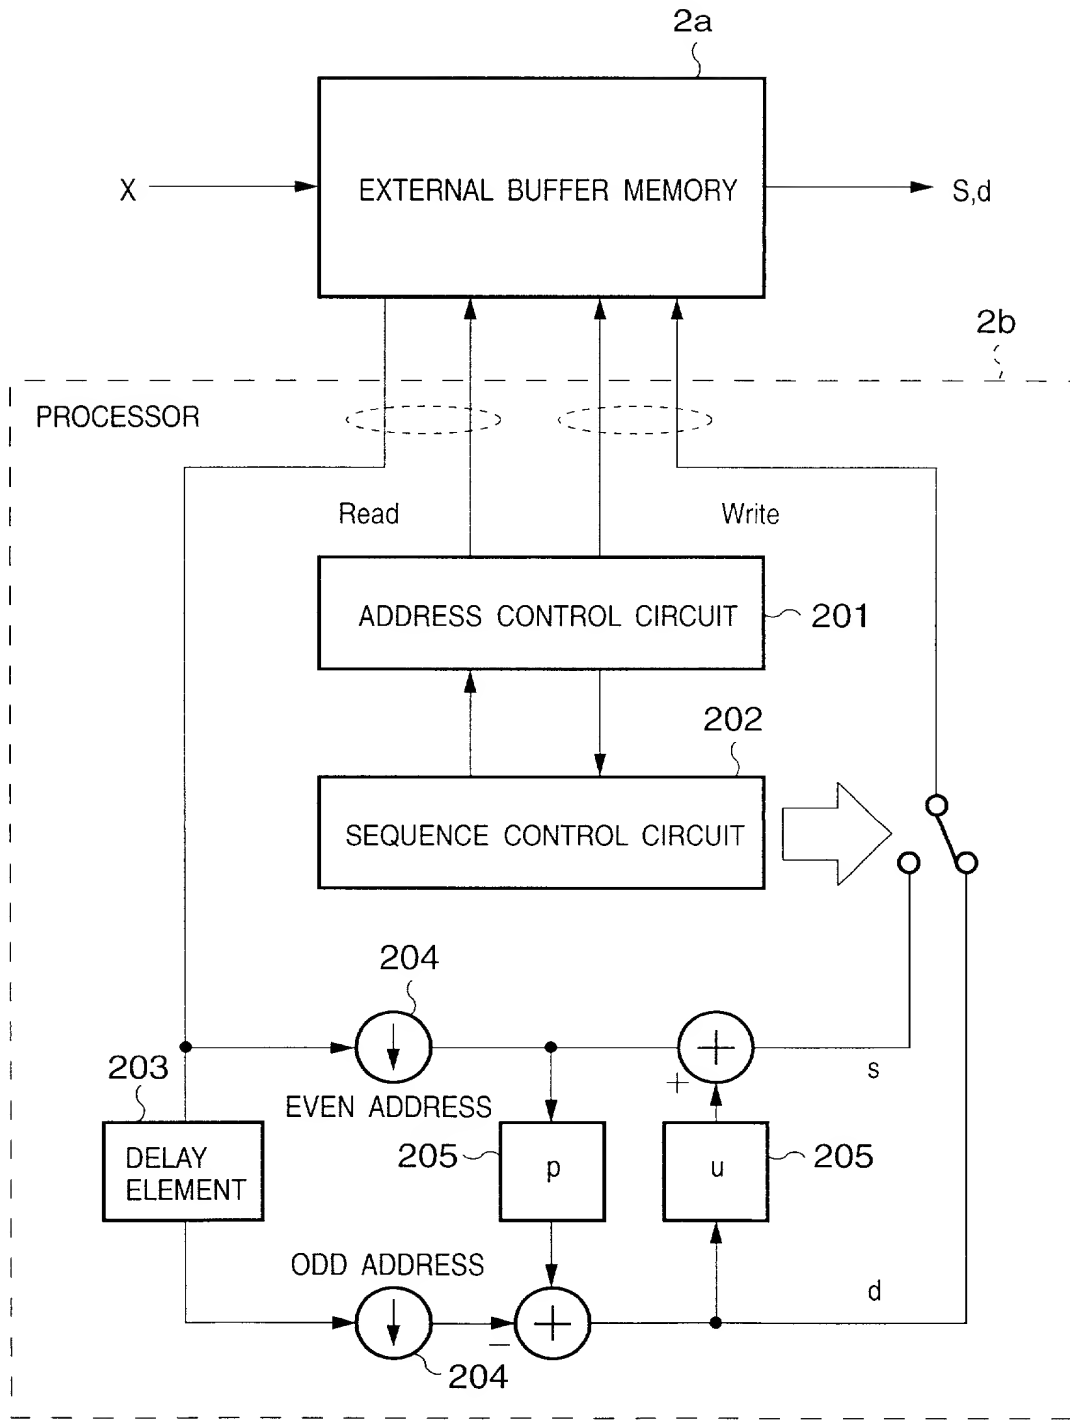 2a
X
EXTERNAL BUFFER MEMORY
S,d
2b
PROCESSOR
Read
Write
ADDRESS CONTROL CIRCUIT
201
202
SEQUENCE CONTROL CIRCUIT
204
+
+
s
203
EVEN ADDRESS
DELAY
ELEMENT
205
p
u
205
ODD ADDRESS
d
+
−
204